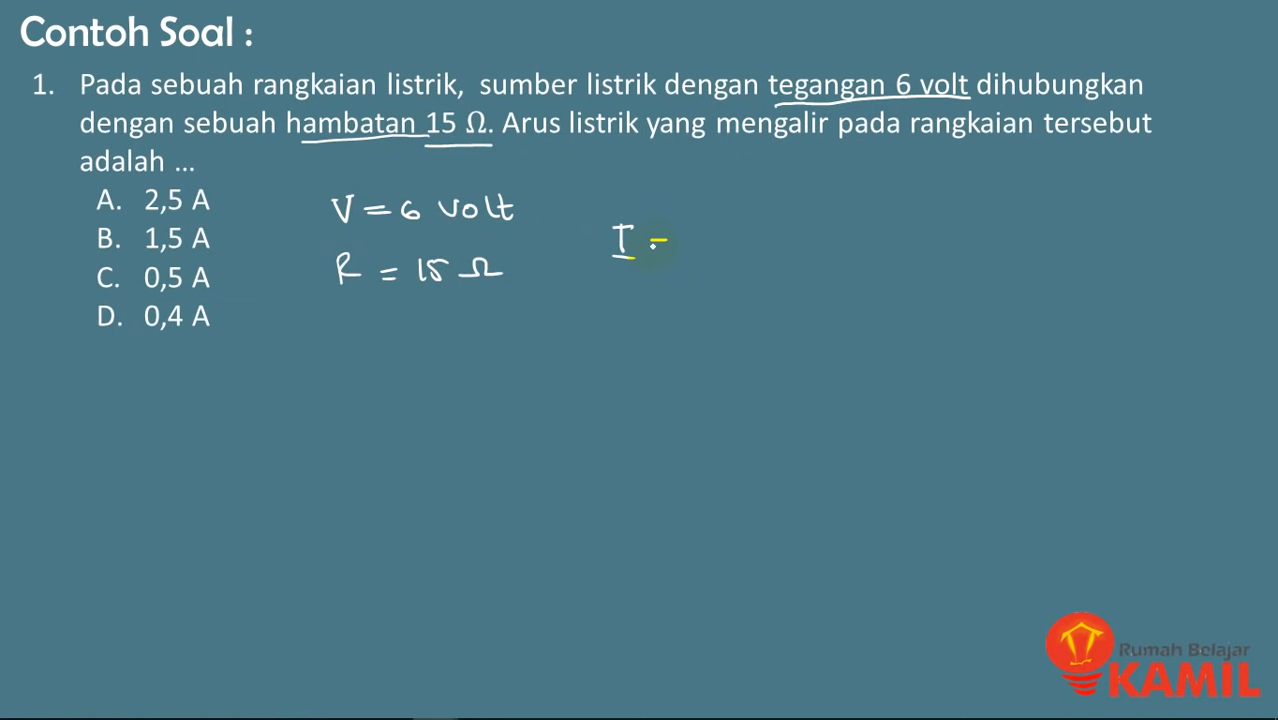 Contoh Soal :
1. Pada sebuah rangkaian listrik, sumber listrik dengan tegangan 6 volt dihubungkan
dengan sebuah hambatan 15 Ω. Arus listrik yang mengalir pada rangkaian tersebut
adalah ...
A. 2,5 A
B. 1,5 A
C. 0,5 A
D. 0,4 A
V = 6 volt
R = 15 Ω
I =
Rumah Belajar
KAMIL